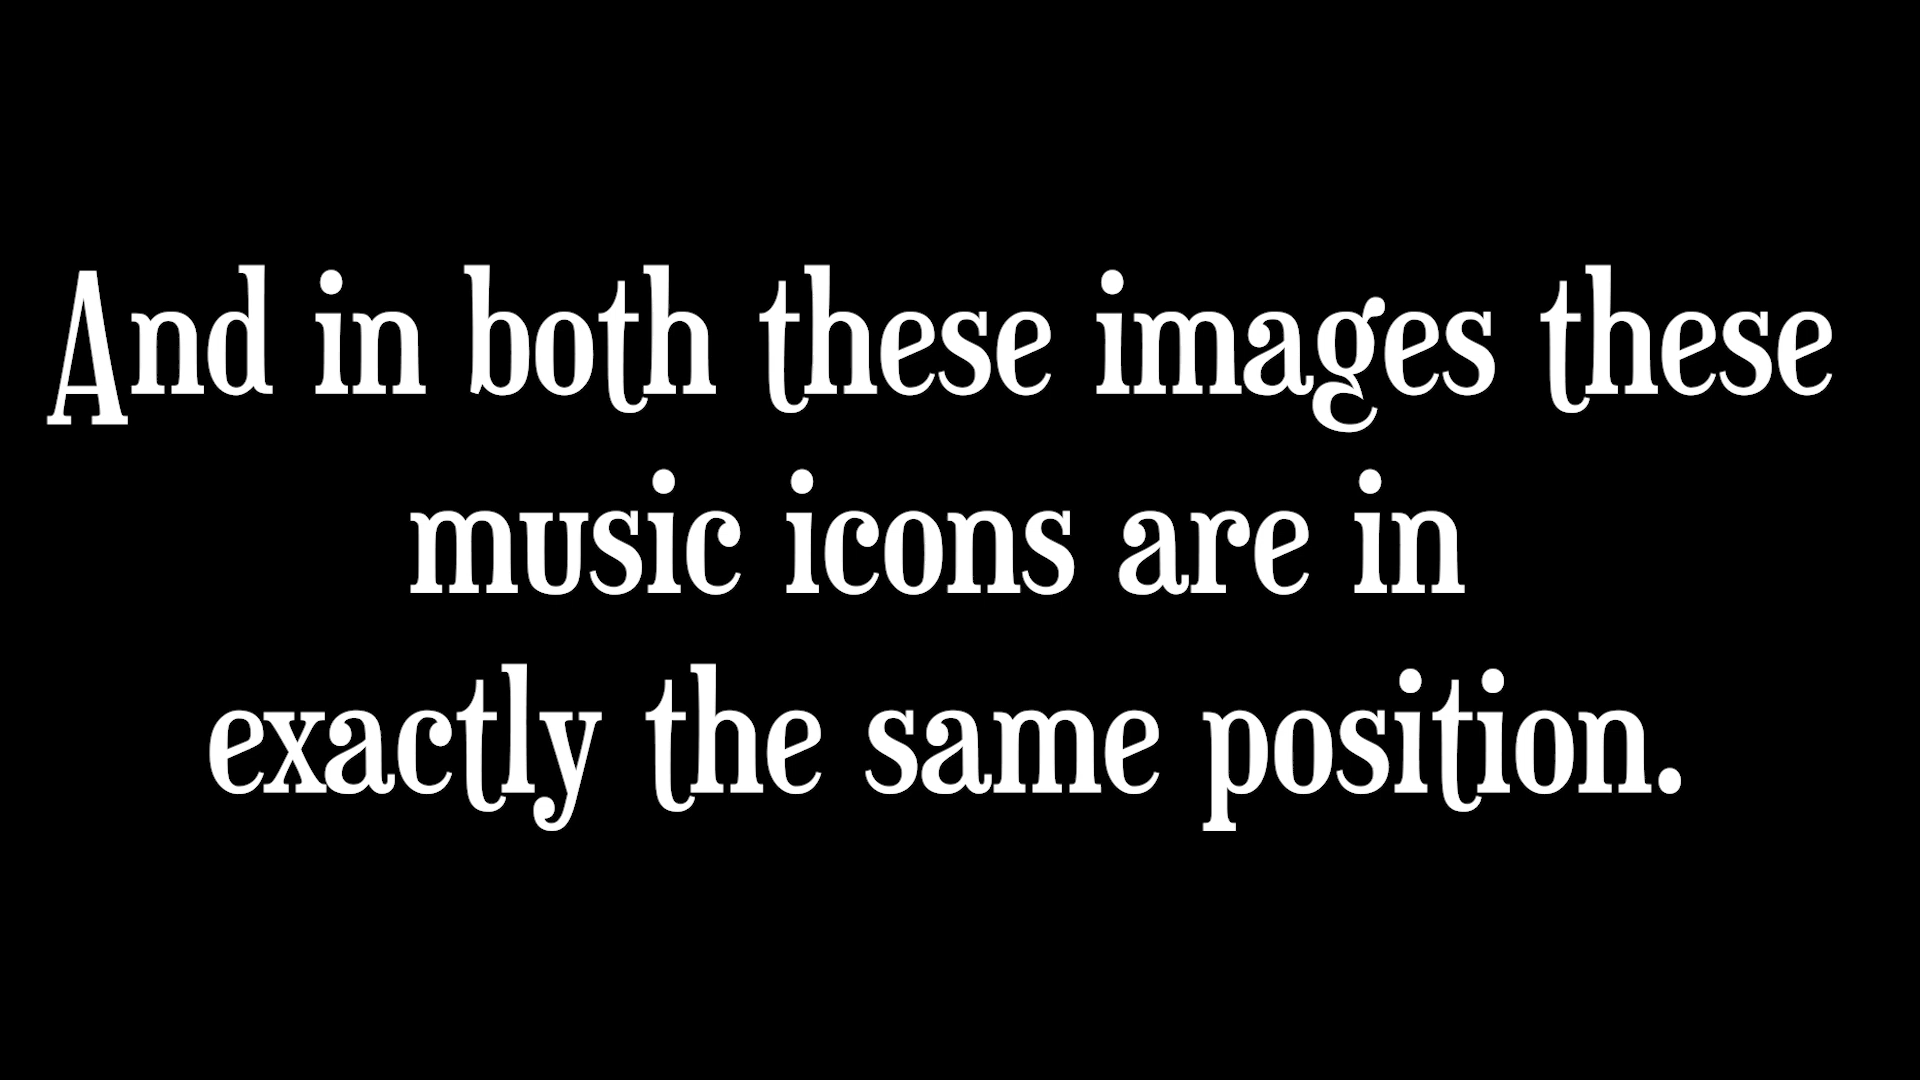 And in both these images these
music icons are in
exactly the same position.